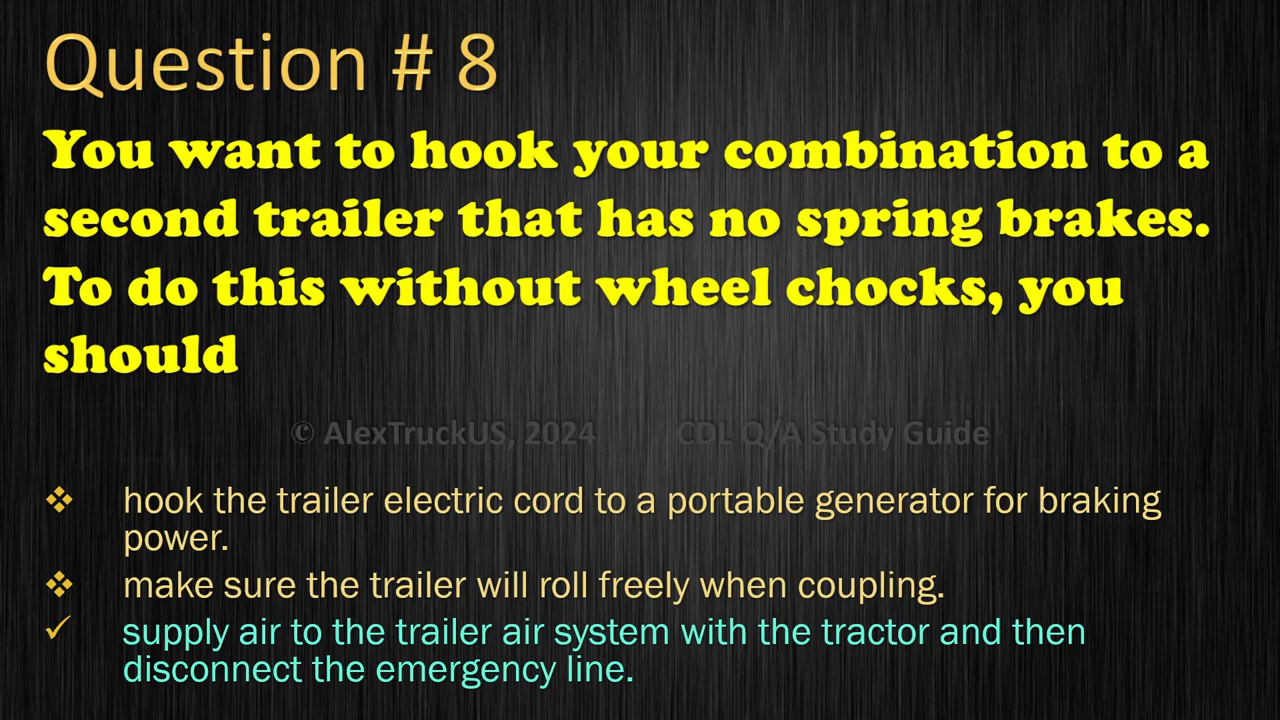 Question # 8
You want to hook your combination to a
second trailer that has no spring brakes.
To do this without wheel chocks, you
should
© AlexTruckUS, 2024 CDL Q/A Study Guide
❖ hook the trailer electric cord to a portable generator for braking
power.
❖ make sure the trailer will roll freely when coupling.
✓ supply air to the trailer air system with the tractor and then
disconnect the emergency line.